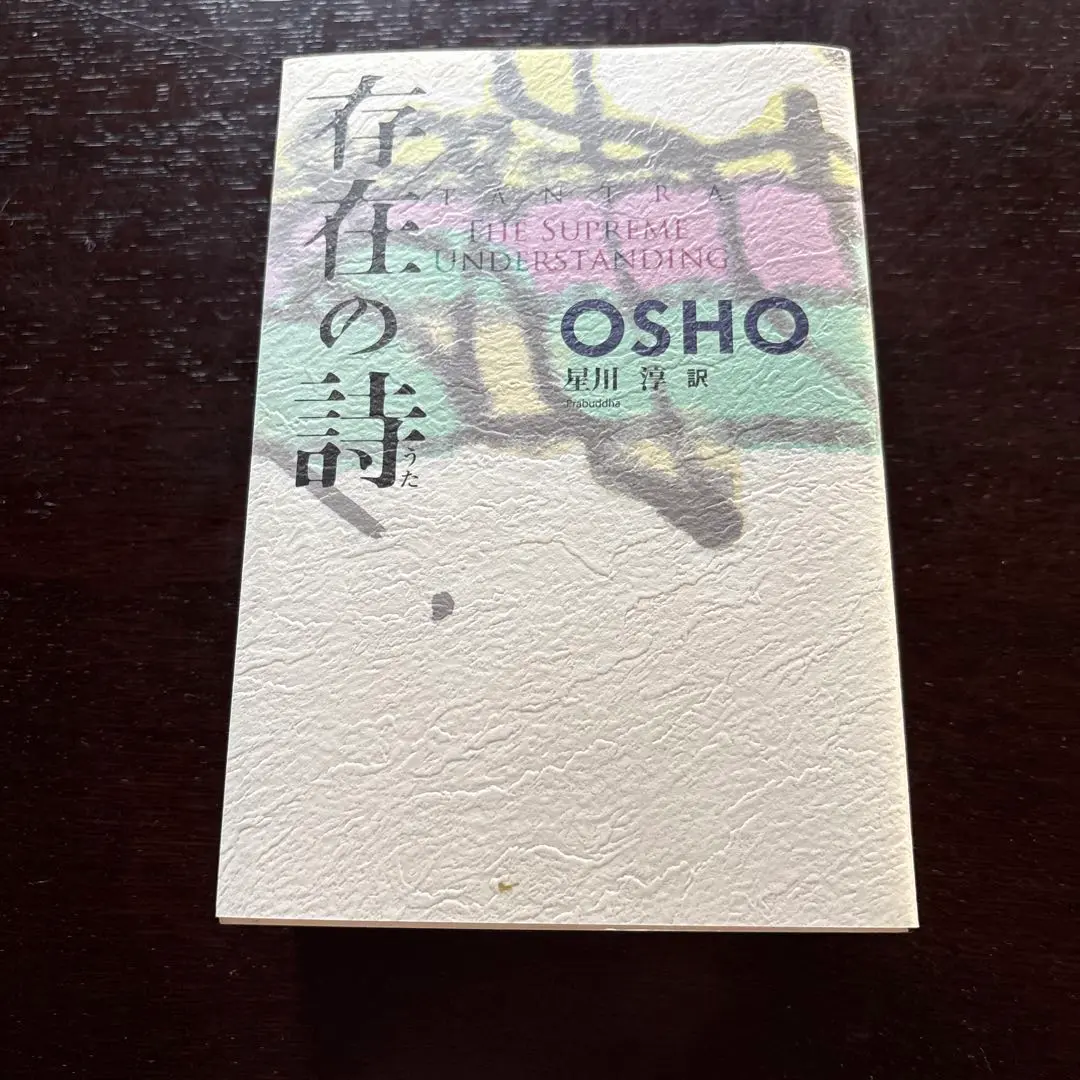 存在の詩
うた
TANTRA
THE SUPREME
UNDERSTANDING
OSHO
星川 淳 訳
Prabuddha